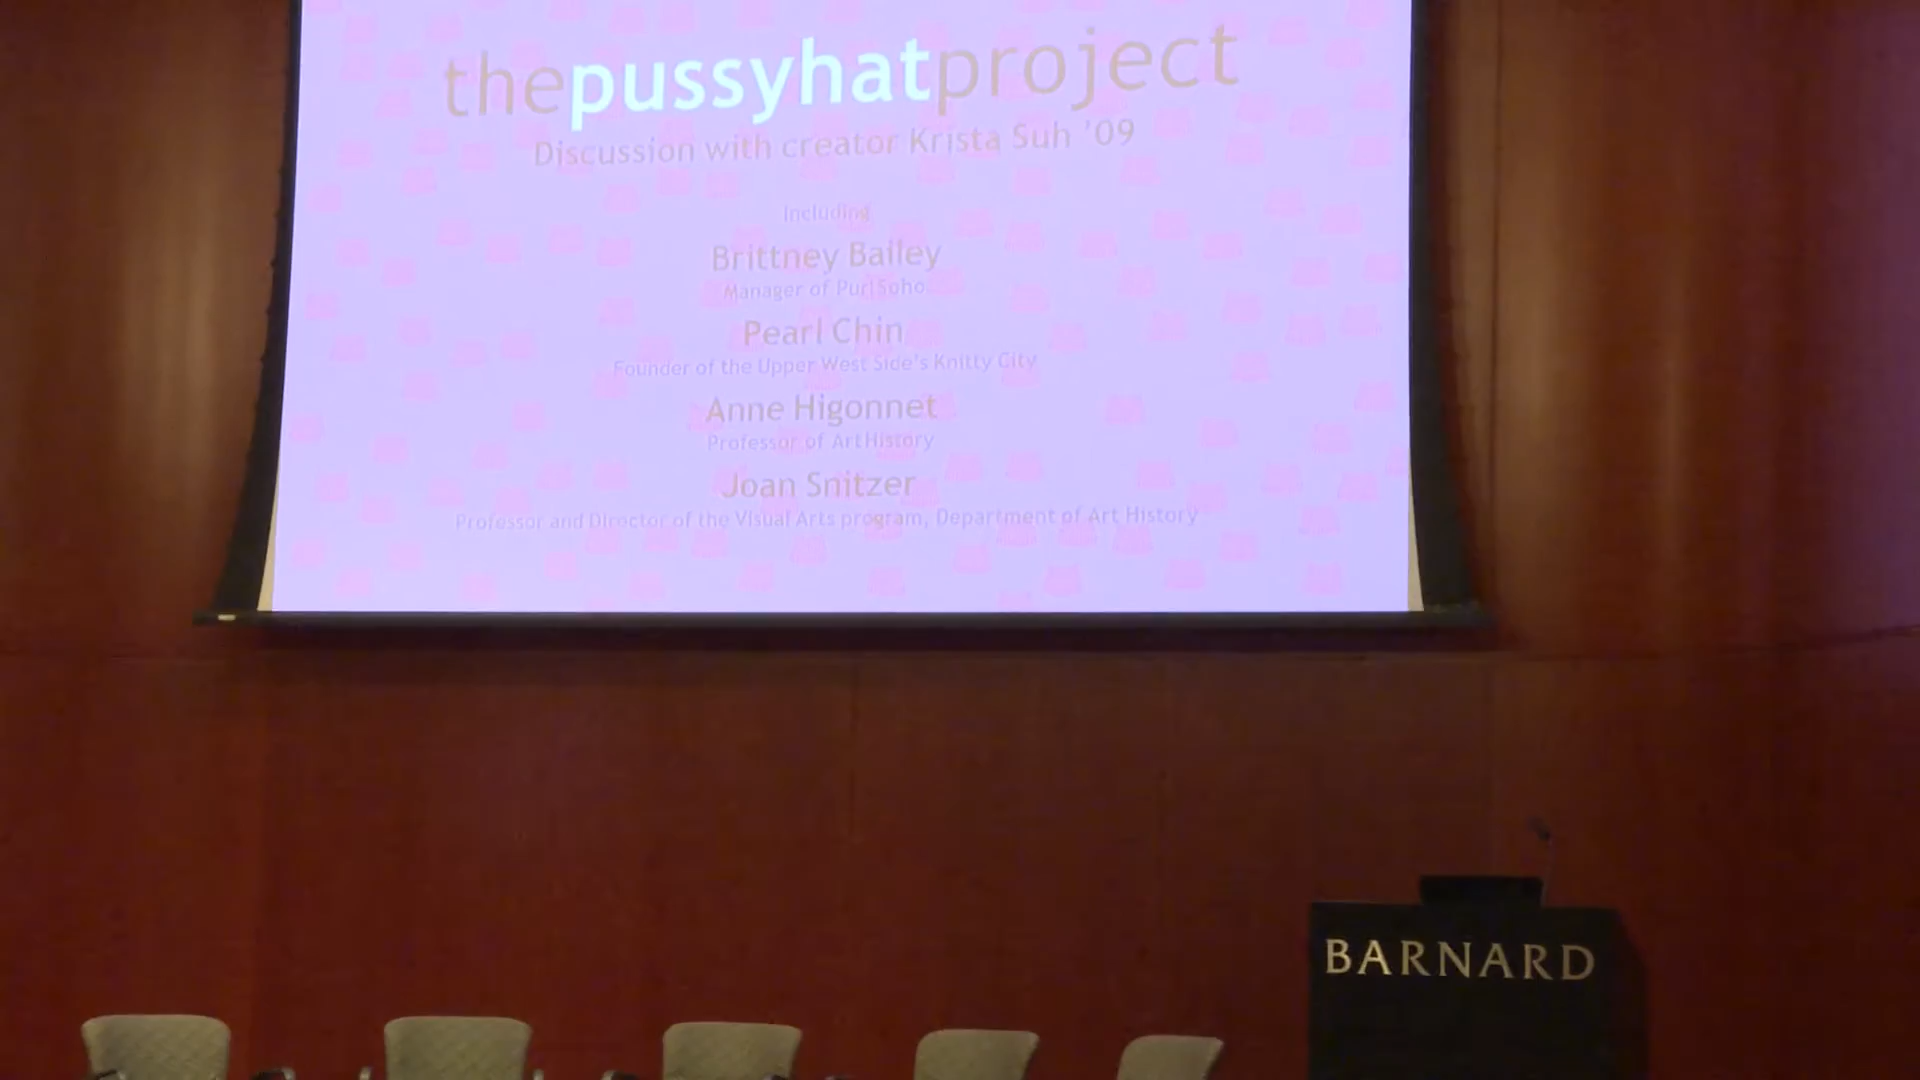 thepussyhatproject
Discussion with creator Krista Suh '09
Including
Brittney Bailey
Manager of Purl Soho
Pearl Chin
Founder of the Upper West Side's Knitty City
Anne Higonnet
Professor of Art History
Joan Snitzer
Professor and Director of the Visual Arts program, Department of Art History
BARNARD